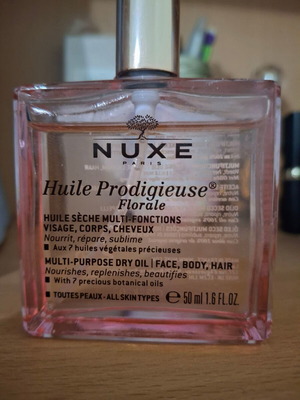 NUXE
PARIS
Huile Prodigieuse®
Florale
HUILE SÈCHE MULTI-FONCTIONS
VISAGE, CORPS, CHEVEUX
Nourrit, répare, sublime
• Aux 7 huiles végétales précieuses
MULTI-PURPOSE DRY OIL | FACE, BODY, HAIR
Nourishes, replenishes, beautifies
• With 7 precious botanical oils
• TOUTES PEAUX - ALL SKIN TYPES ℮ 50 ml 1.6 FL.OZ.